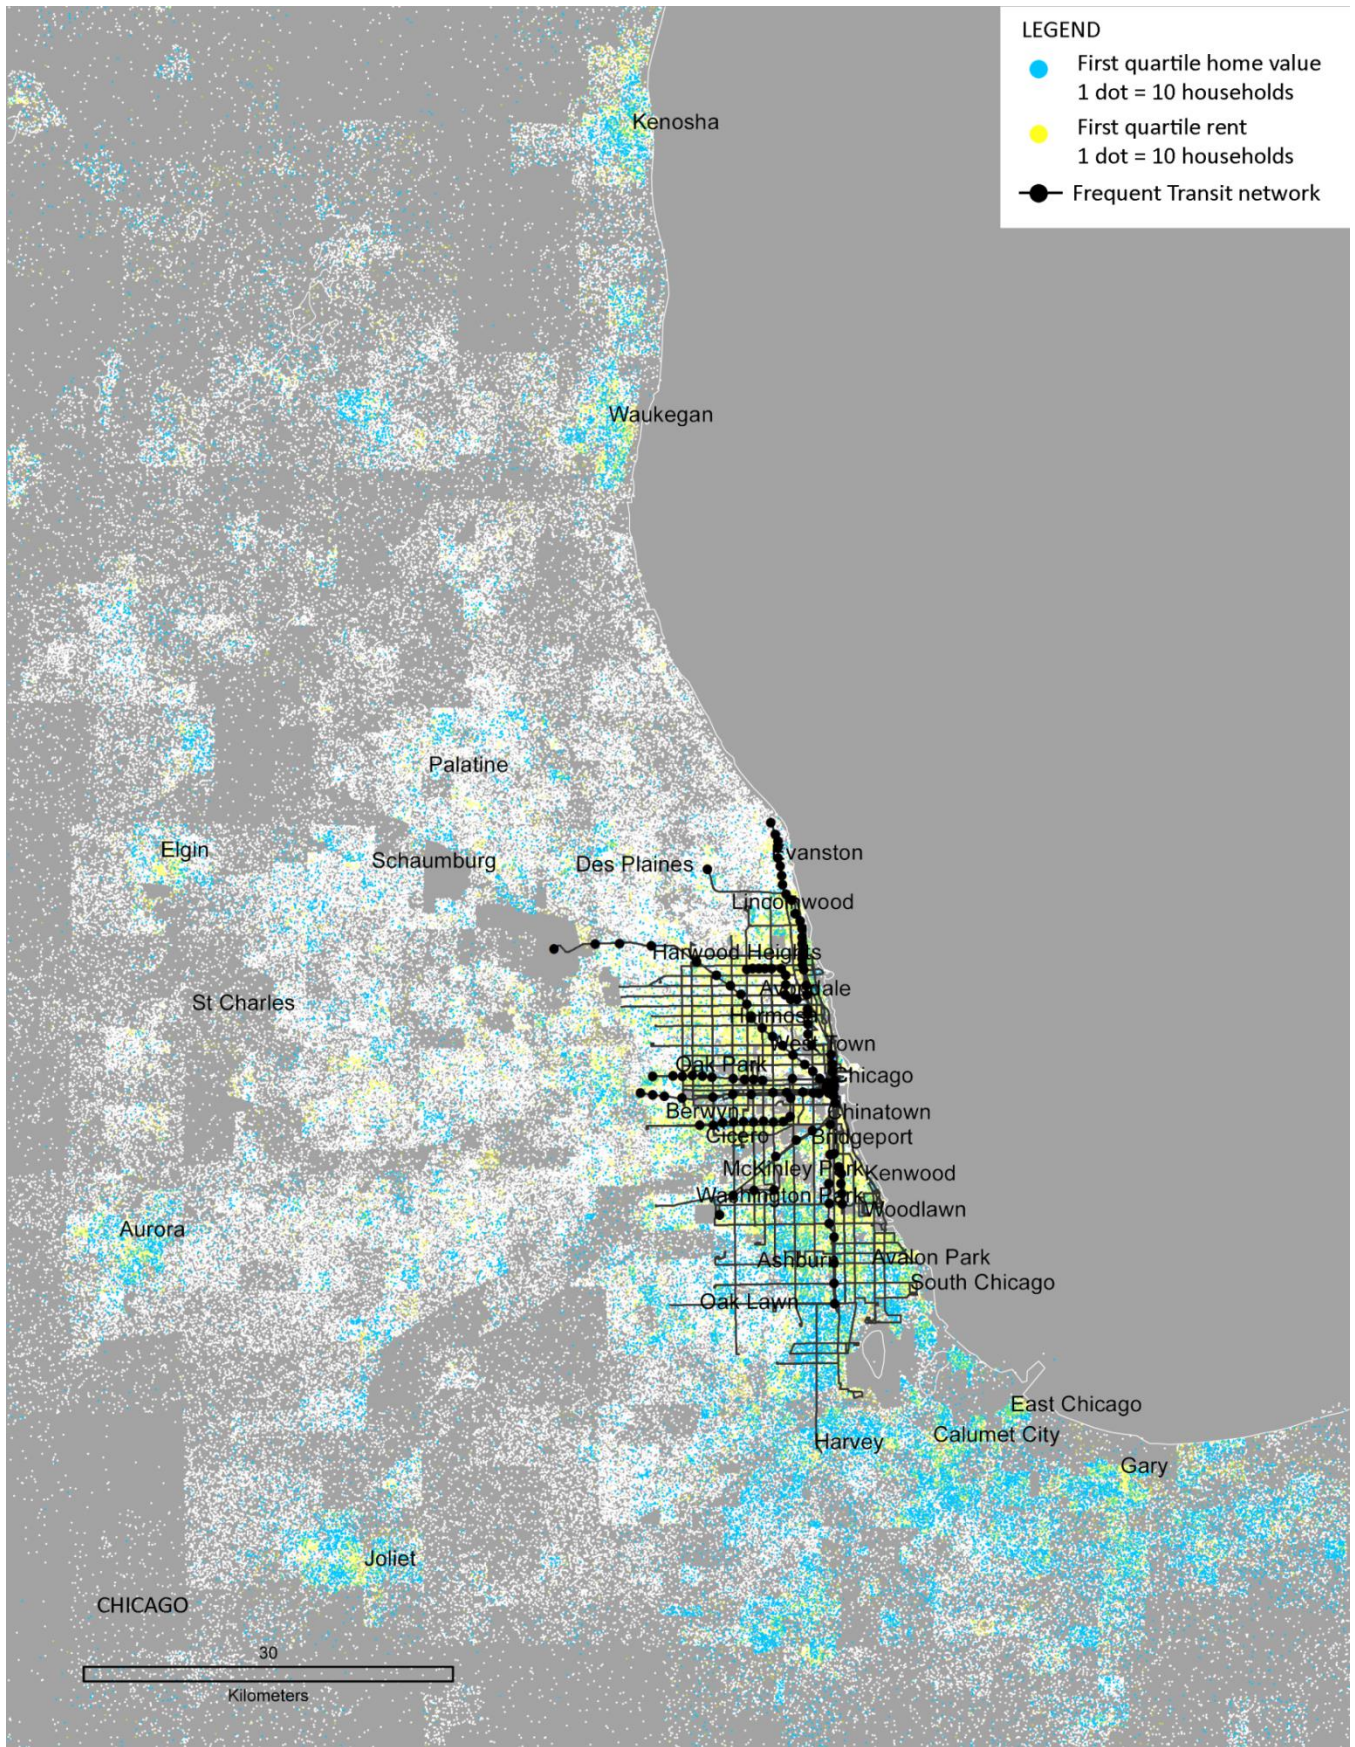 LEGEND
First quartile home value
1 dot = 10 households
First quartile rent
1 dot = 10 households
Frequent Transit network
Kenosha
Waukegan
Palatine
Elgin
Schaumburg
Des Plaines
Evanston
Lincolnwood
Harwood Heights
Avondale
St Charles
Hermosa
West Town
Oak Park
Chicago
Berwyn
Chinatown
Cicero
Bridgeport
McKinley Park
Kenwood
Washington Park
Woodlawn
Aurora
Ashburn
Avalon Park
South Chicago
Oak Lawn
East Chicago
Harvey
Calumet City
Gary
Joliet
CHICAGO
30
Kilometers